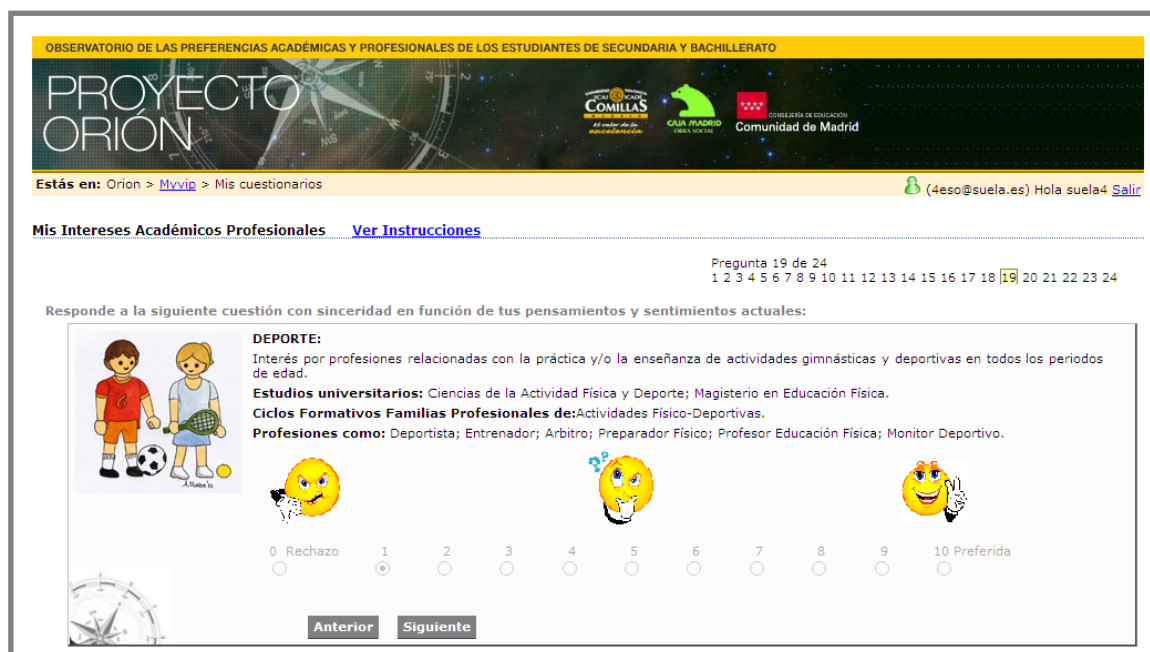 OBSERVATORIO DE LAS PREFERENCIAS ACADÉMICAS Y PROFESIONALES DE LOS ESTUDIANTES DE SECUNDARIA Y BACHILLERATO
PROYECTO
ORIÓN
COMILLAS
El valor de la
excelencia
CAJA MADRID
OBRA SOCIAL
CONSEJERÍA DE EDUCACIÓN
Comunidad de Madrid
Estás en: Orion > Myvip > Mis cuestionarios
(4eso@suela.es) Hola suela4 Salir
Mis Intereses Académicos Profesionales Ver Instrucciones
Pregunta 19 de 24
1 2 3 4 5 6 7 8 9 10 11 12 13 14 15 16 17 18 19 20 21 22 23 24
Responde a la siguiente cuestión con sinceridad en función de tus pensamientos y sentimientos actuales:
DEPORTE:
Interés por profesiones relacionadas con la práctica y/o la enseñanza de actividades gimnásticas y deportivas en todos los periodos
de edad.
Estudios universitarios: Ciencias de la Actividad Física y Deporte; Magisterio en Educación Física.
Ciclos Formativos Familias Profesionales de:Actividades Físico-Deportivas.
Profesiones como: Deportista; Entrenador; Arbitro; Preparador Físico; Profesor Educación Física; Monitor Deportivo.
0 Rechazo 1 2 3 4 5 6 7 8 9 10 Preferida
Anterior Siguiente